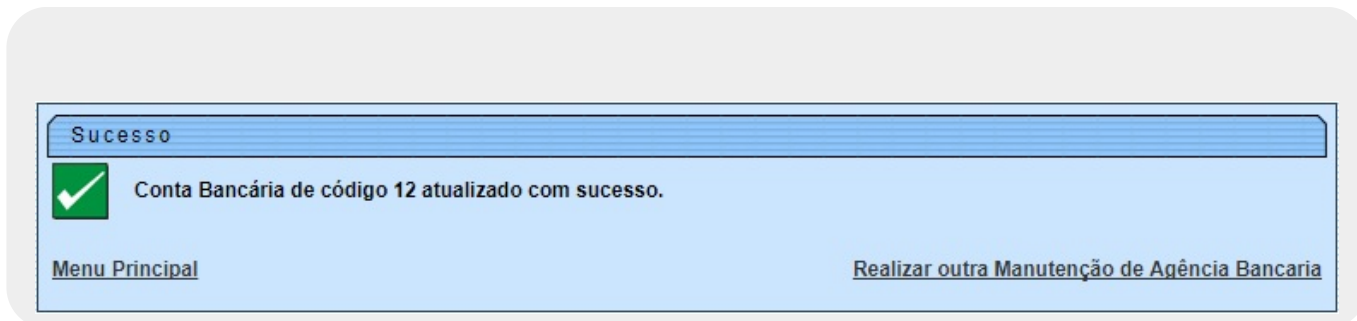 Sucesso
Conta Bancária de código 12 atualizado com sucesso.
Menu Principal
Realizar outra Manutenção de Agência Bancaria